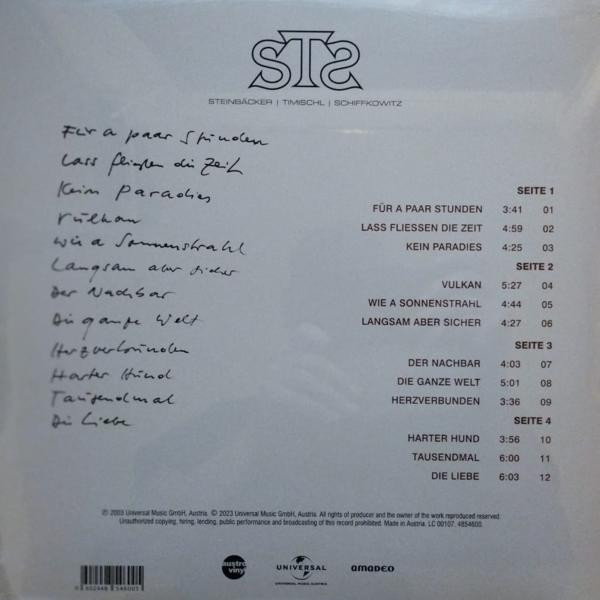 STS
STEINBÄCKER | TIMISCHL | SCHIFFKOWITZ
Für a paar Stunden
Lass fließen die Zeit
Kein Paradies
Vulkan
Wie a Sonnenstrahl
Langsam aber sicher
Der Nachbar
Die ganze Welt
Herzverbunden
Harter Hund
Tausendmal
Die Liebe
SEITE 1
FÜR A PAAR STUNDEN 3:41 01
LASS FLIESSEN DIE ZEIT 4:59 02
KEIN PARADIES 4:25 03
SEITE 2
VULKAN 5:27 04
WIE A SONNENSTRAHL 4:44 05
LANGSAM ABER SICHER 4:27 06
SEITE 3
DER NACHBAR 4:03 07
DIE GANZE WELT 5:01 08
HERZVERBUNDEN 3:36 09
SEITE 4
HARTER HUND 3:56 10
TAUSENDMAL 6:00 11
DIE LIEBE 6:03 12
℗ 2003 Universal Music GmbH, Austria. © 2023 Universal Music GmbH, Austria. All rights of producer and the owner of the work reproduced reserved.
Unauthorized copying, hiring, lending, public performance and broadcasting of this record prohibited. Made in Austria. LC 00107. 4854600.
austro vinyl
UNIVERSAL
UNIVERSAL MUSIC AUSTRIA
amadeo